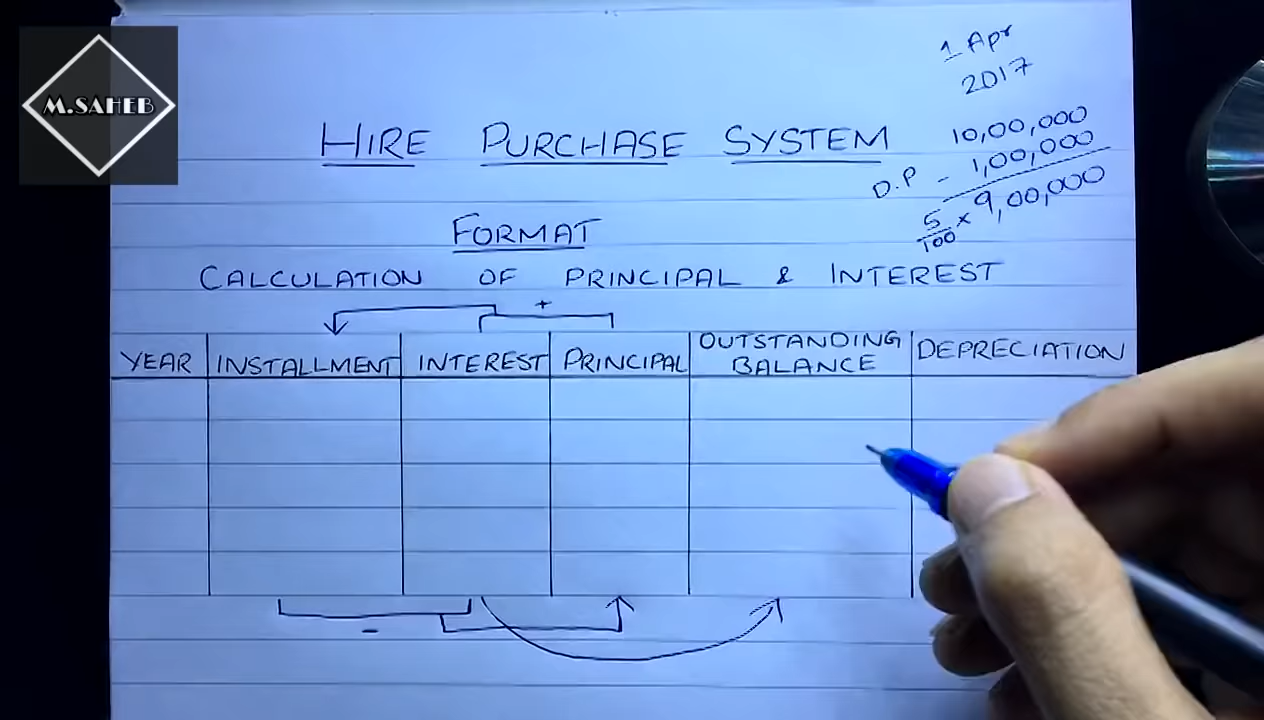 M.SAHEB
1 Apr
2017
HIRE PURCHASE SYSTEM
10,00,000
D.P - 1,00,000
5/100 × 9,00,000
FORMAT
CALCULATION OF PRINCIPAL & INTEREST
+
YEAR INSTALLMENT INTEREST PRINCIPAL OUTSTANDING BALANCE DEPRECIATION
-